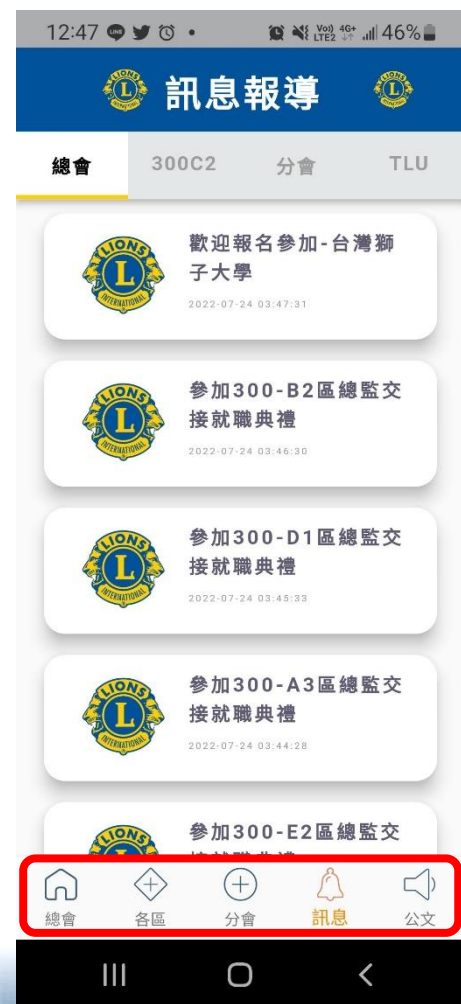 12:47
Vo)) 4G+
LTE2
46%
訊息報導
總會 300C2 分會 TLU
歡迎報名參加-台灣獅
子大學
2022-07-24 03:47:31
參加300-B2區總監交
接就職典禮
2022-07-24 03:46:30
參加300-D1區總監交
接就職典禮
2022-07-24 03:45:33
參加300-A3區總監交
接就職典禮
2022-07-24 03:44:28
參加300-E2區總監交
LIONS
L
INTERNATIONAL
總會 各區 分會 訊息 公文